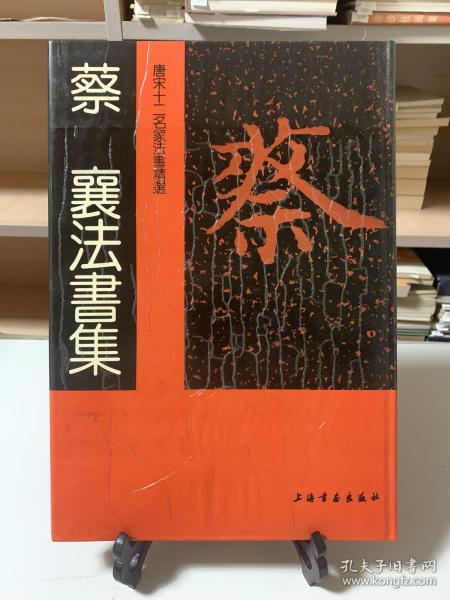 蔡襄法書集
唐宋十二名家法書精選
蔡
上海書畫出版社
孔夫子旧书网
www.kongfz.com